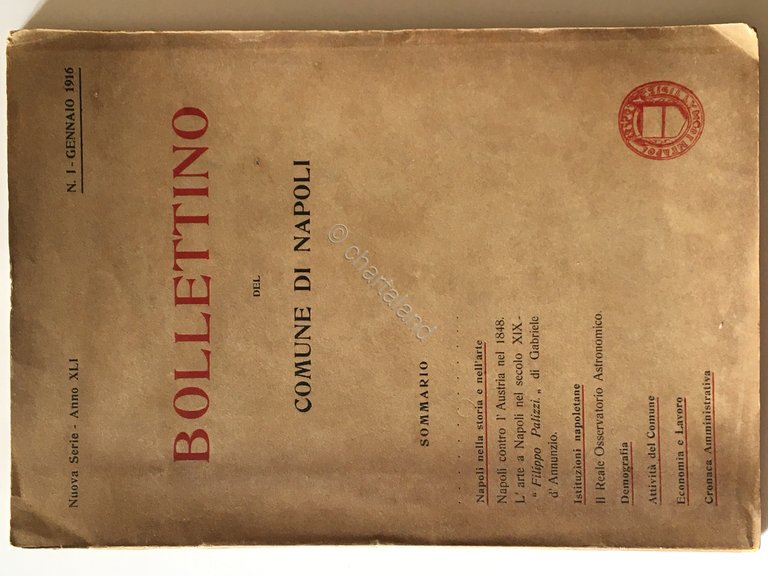 Nuova Serie - Anno XLI
N. 1 - GENNAIO 1916
BOLLETTINO
DEL
COMUNE DI NAPOLI
SOMMARIO
Napoli nella storia e nell'arte
Napoli contro l'Austria nel 1848.
L'arte a Napoli nel secolo XIX -
" Filippo Palizzi. " di Gabriele
d'Annunzio.
Istituzioni napoletane
Il Reale Osservatorio Astronomico.
Demografia
Attività del Comune
Economia e Lavoro
Cronaca Amministrativa
© chartaland